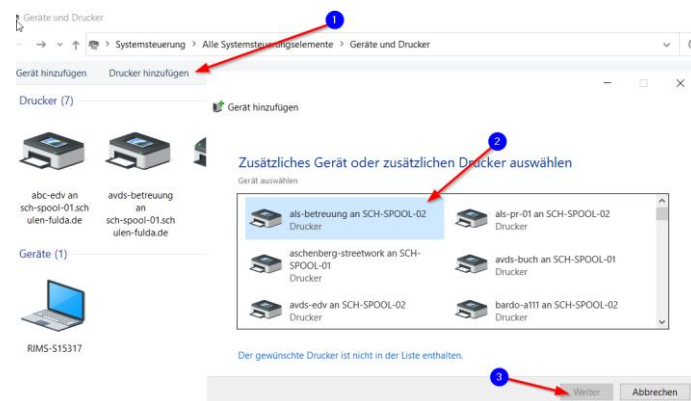 Geräte und Drucker
1
Systemsteuerung > Alle Systemsteuerungselemente > Geräte und Drucker
Gerät hinzufügen Drucker hinzufügen
Drucker (7)
abc-edv an
sch-spool-01.sch
ulen-fulda.de
avds-betreuung
an
sch-spool-01.sch
ulen-fulda.de
Geräte (1)
RIMS-S15317
Gerät hinzufügen
2
Zusätzliches Gerät oder zusätzlichen Drucker auswählen
Gerät auswählen
als-betreuung an SCH-SPOOL-02
Drucker
als-pr-01 an SCH-SPOOL-02
Drucker
aschenberg-streetwork an SCH-
SPOOL-01
Drucker
avds-buch an SCH-SPOOL-01
Drucker
avds-edv an SCH-SPOOL-02
Drucker
bardo-a111 an SCH-SPOOL-02
Drucker
Der gewünschte Drucker ist nicht in der Liste enthalten.
3
Weiter Abbrechen